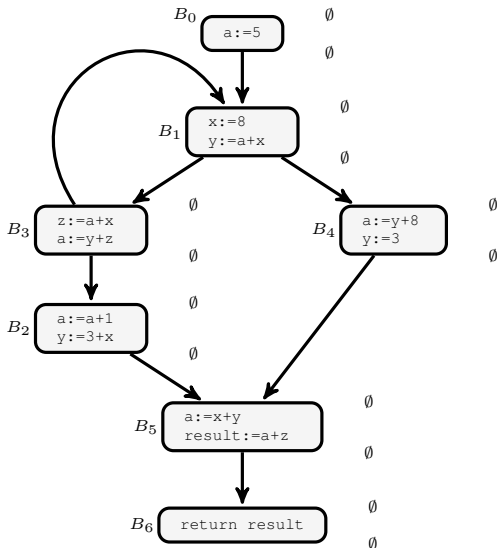 B0
a:=5
∅
∅
B1
x:=8
y:=a+x
∅
∅
B3
z:=a+x
a:=y+z
∅
∅
B4
a:=y+8
y:=3
∅
∅
B2
a:=a+1
y:=3+x
∅
∅
B5
a:=x+y
result:=a+z
∅
∅
B6
return result
∅
∅